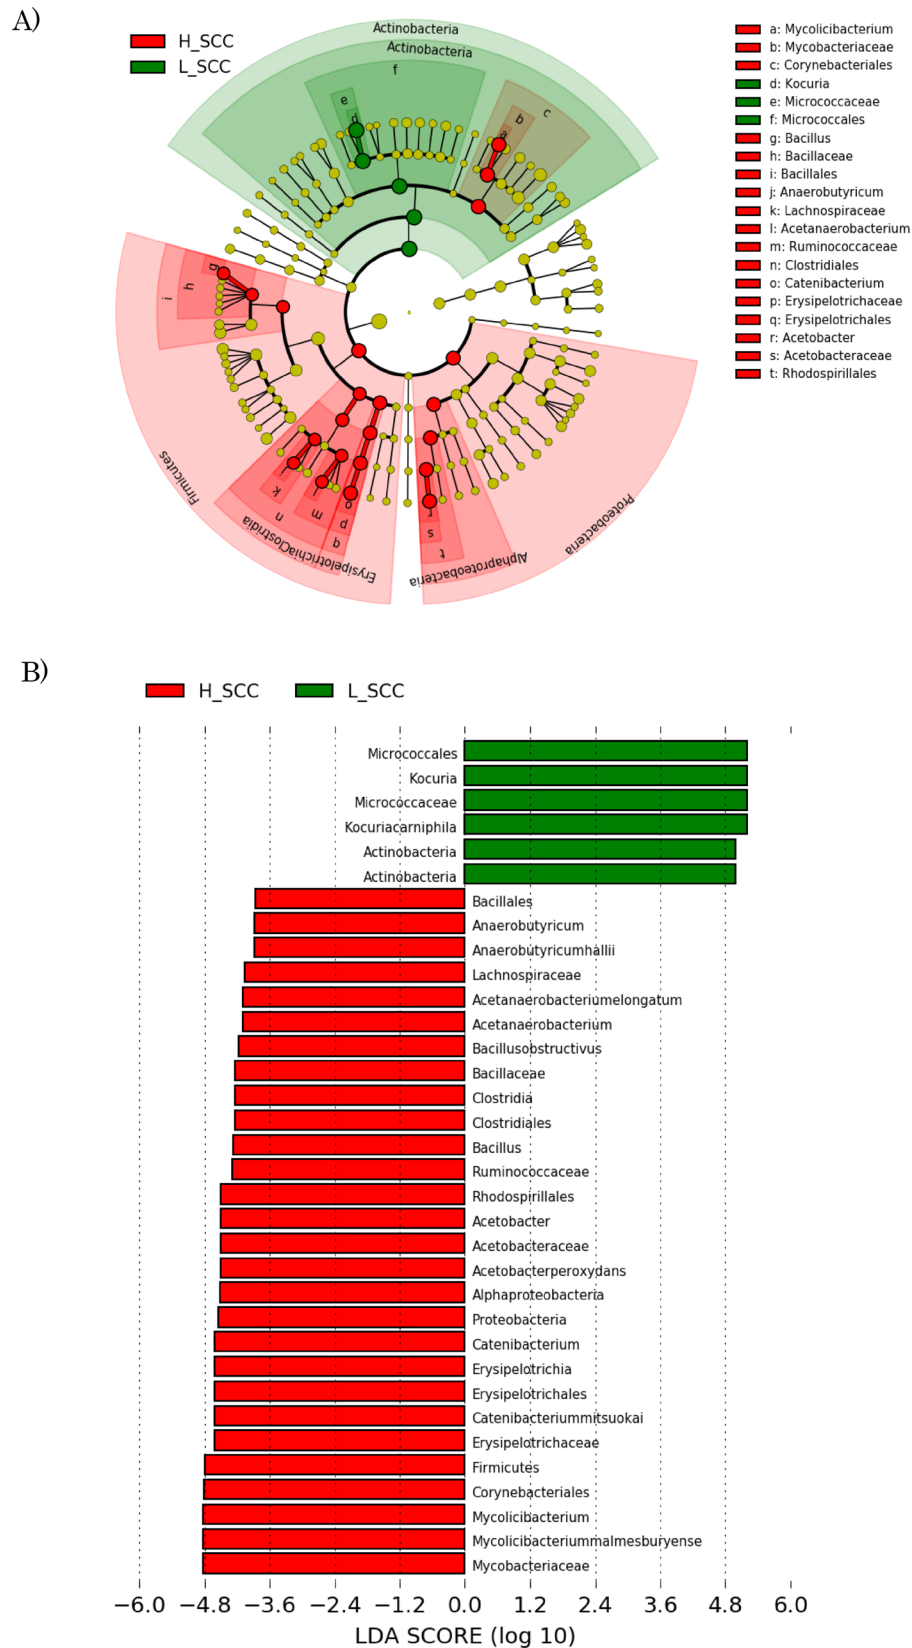 A)
H_SCC
L_SCC
Actinobacteria
Actinobacteria
f
e
d
c
b
a
g
h
i
Firmicutes
l
k
n
m
o
p
q
Clostridia
Erysipelotrichia
r
s
t
Alphaproteobacteria
Proteobacteria
a: Mycolicibacterium
b: Mycobacteriaceae
c: Corynebacteriales
d: Kocuria
e: Micrococcaceae
f: Micrococcales
g: Bacillus
h: Bacillaceae
i: Bacillales
j: Anaerobutyricum
k: Lachnospiraceae
l: Acetanaerobacterium
m: Ruminococcaceae
n: Clostridiales
o: Catenibacterium
p: Erysipelotrichaceae
q: Erysipelotrichales
r: Acetobacter
s: Acetobacteraceae
t: Rhodospirillales
B)
H_SCC
L_SCC
Micrococcales
Kocuria
Micrococcaceae
Kocuriacarniphila
Actinobacteria
Actinobacteria
Bacillales
Anaerobutyricum
Anaerobutyricumhallii
Lachnospiraceae
Acetanaerobacteriumelongatum
Acetanaerobacterium
Bacillusobstructivus
Bacillaceae
Clostridia
Clostridiales
Bacillus
Ruminococcaceae
Rhodospirillales
Acetobacter
Acetobacteraceae
Acetobacterperoxydans
Alphaproteobacteria
Proteobacteria
Catenibacterium
Erysipelotrichia
Erysipelotrichales
Catenibacteriummitsuokai
Erysipelotrichaceae
Firmicutes
Corynebacteriales
Mycolicibacterium
Mycolicibacteriummalmesburyense
Mycobacteriaceae
−6.0 −4.8 −3.6 −2.4 −1.2 0.0 1.2 2.4 3.6 4.8 6.0
LDA SCORE (log 10)